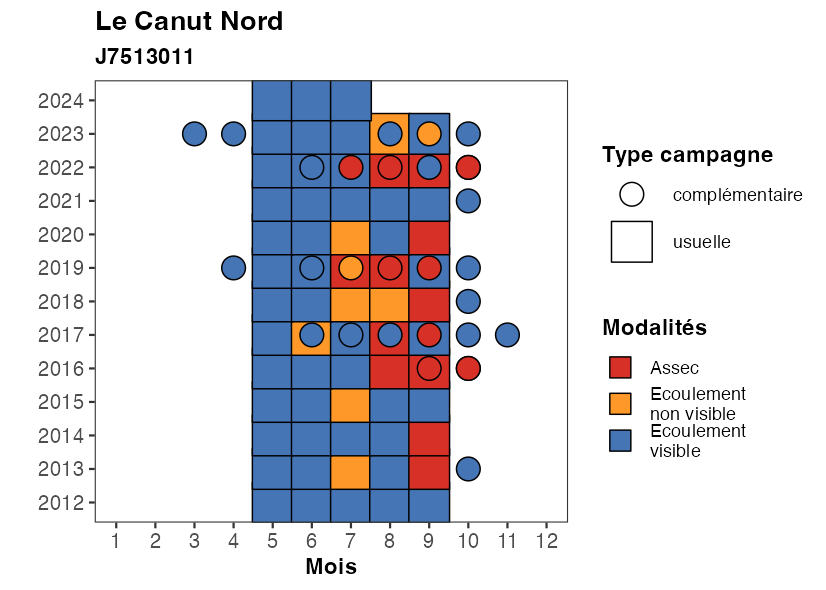 Le Canut Nord
J7513011
2024
2023
2022
2021
2020
2019
2018
2017
2016
2015
2014
2013
2012
1 2 3 4 5 6 7 8 9 10 11 12
Mois
Type campagne
complémentaire
usuelle
Modalités
Assec
Ecoulement
non visible
Ecoulement
visible